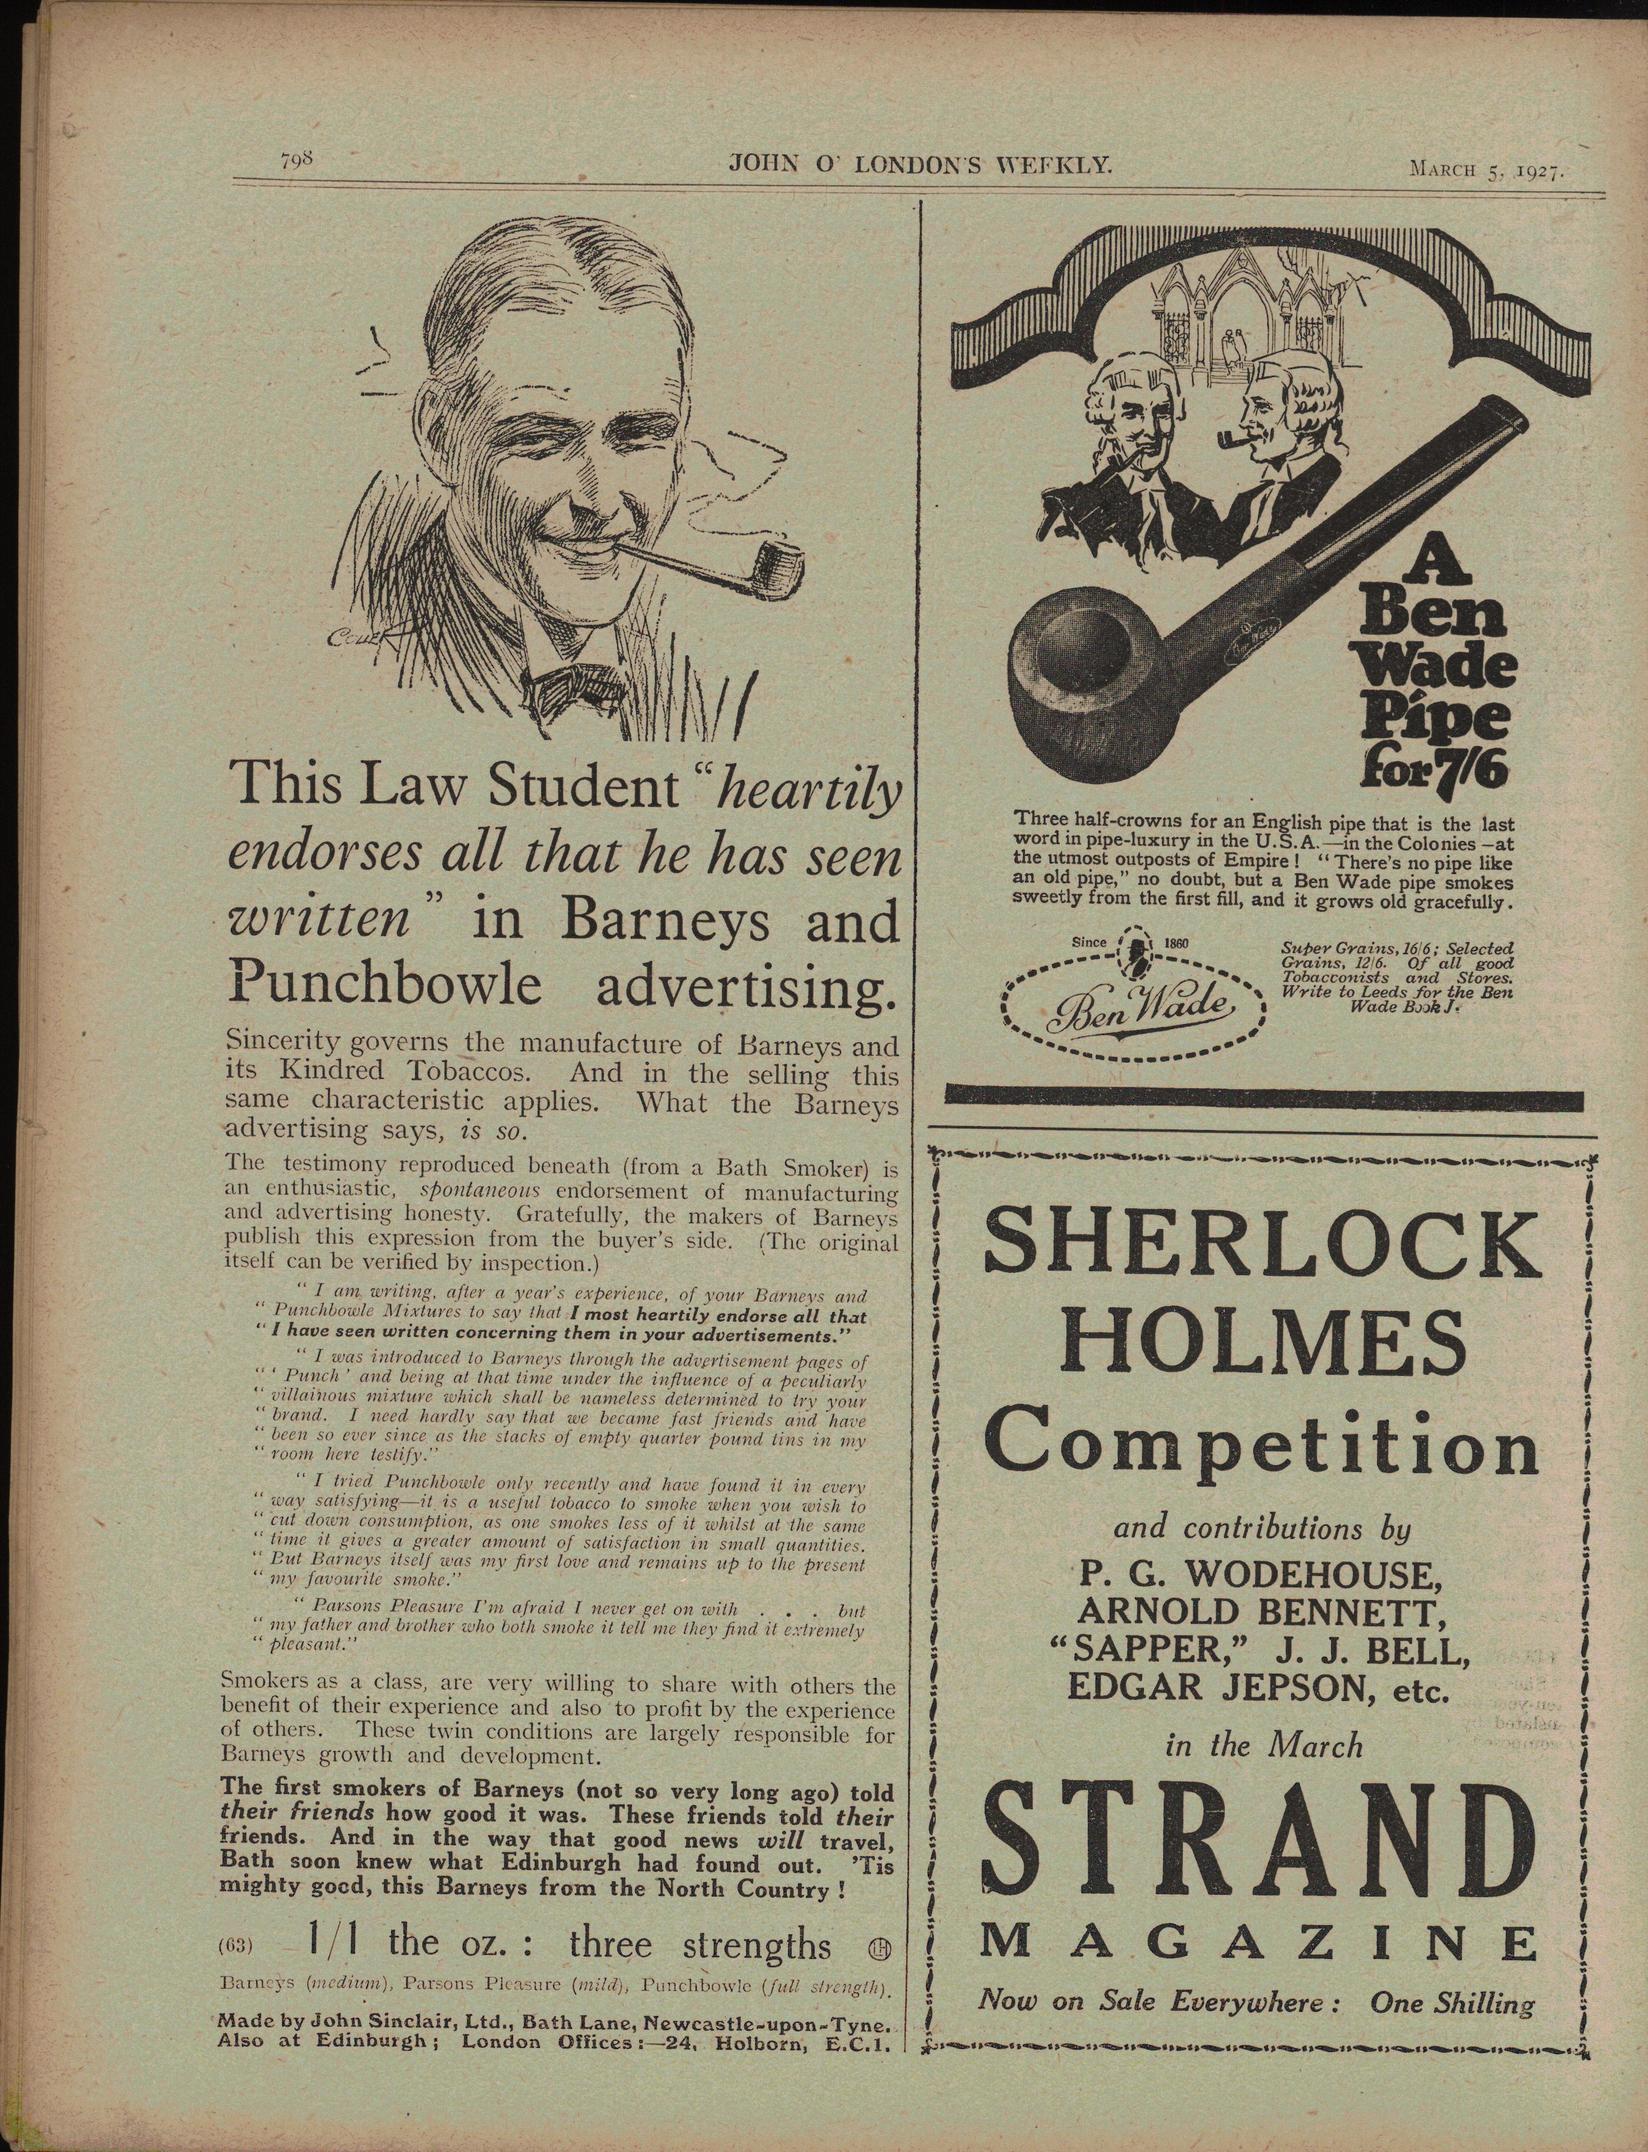 798
JOHN O' LONDON'S WEEKLY.
MARCH 5, 1927.
This Law Student "heartily
endorses all that he has seen
written" in Barneys and
Punchbowle advertising.
Sincerity governs the manufacture of Barneys and
its Kindred Tobaccos. And in the selling this
same characteristic applies. What the Barneys
advertising says, is so.
The testimony reproduced beneath (from a Bath Smoker) is
an enthusiastic, spontaneous endorsement of manufacturing
and advertising honesty. Gratefully, the makers of Barneys
publish this expression from the buyer's side. (The original
itself can be verified by inspection.)
" I am writing, after a year's experience, of your Barneys and
" Punchbowle Mixtures to say that I most heartily endorse all that
" I have seen written concerning them in your advertisements."
" I was introduced to Barneys through the advertisement pages of
" ' Punch ' and being at that time under the influence of a peculiarly
" villainous mixture which shall be nameless determined to try your
" brand. I need hardly say that we became fast friends and have
" been so ever since as the stacks of empty quarter pound tins in my
" room here testify."
" I tried Punchbowle only recently and have found it in every
" way satisfying—it is a useful tobacco to smoke when you wish to
" cut down consumption, as one smokes less of it whilst at the same
" time it gives a greater amount of satisfaction in small quantities.
" But Barneys itself was my first love and remains up to the present
" my favourite smoke."
" Parsons Pleasure I'm afraid I never get on with . . . but
" my father and brother who both smoke it tell me they find it extremely
" pleasant."
Smokers as a class, are very willing to share with others the
benefit of their experience and also to profit by the experience
of others. These twin conditions are largely responsible for
Barneys growth and development.
The first smokers of Barneys (not so very long ago) told
their friends how good it was. These friends told their
friends. And in the way that good news will travel,
Bath soon knew what Edinburgh had found out. 'Tis
mighty good, this Barneys from the North Country !
(63) 1/1 the oz. : three strengths
Barneys (medium), Parsons Pleasure (mild), Punchbowle (full strength).
Made by John Sinclair, Ltd., Bath Lane, Newcastle-upon-Tyne.
Also at Edinburgh ; London Offices :—24, Holborn, E.C.1.
A
Ben
Wade
Pipe
for 7/6
Three half-crowns for an English pipe that is the last
word in pipe-luxury in the U.S.A.—in the Colonies—at
the utmost outposts of Empire ! " There's no pipe like
an old pipe," no doubt, but a Ben Wade pipe smokes
sweetly from the first fill, and it grows old gracefully.
Since 1860
Ben Wade
Super Grains, 16/6 ; Selected
Grains, 12/6. Of all good
Tobacconists and Stores.
Write to Leeds for the Ben
Wade Book J.
SHERLOCK
HOLMES
Competition
and contributions by
P. G. WODEHOUSE,
ARNOLD BENNETT,
"SAPPER," J. J. BELL,
EDGAR JEPSON, etc.
in the March
STRAND
MAGAZINE
Now on Sale Everywhere : One Shilling